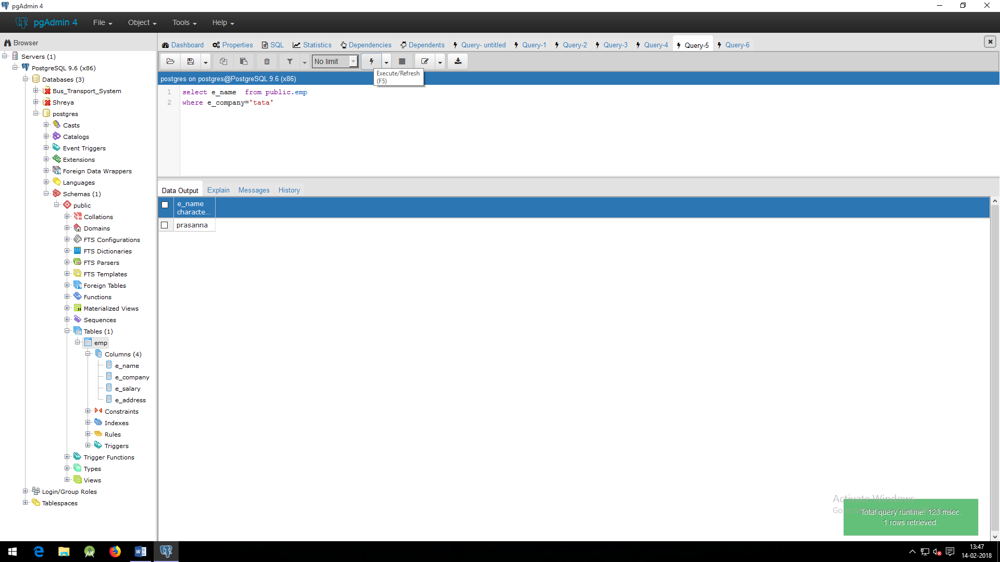 pgAdmin 4
pgAdmin 4 File Object Tools Help
Browser
Servers (1)
PostgreSQL 9.6 (x86)
Databases (3)
Bus_Transport_System
Shreya
postgres
Casts
Catalogs
Event Triggers
Extensions
Foreign Data Wrappers
Languages
Schemas (1)
public
Collations
Domains
FTS Configurations
FTS Dictionaries
FTS Parsers
FTS Templates
Foreign Tables
Functions
Materialized Views
Sequences
Tables (1)
emp
Columns (4)
e_name
e_company
e_salary
e_address
Constraints
Indexes
Rules
Triggers
Trigger Functions
Types
Views
Login/Group Roles
Tablespaces
Dashboard Properties SQL Statistics Dependencies Dependents Query- untitled Query-1 Query-2 Query-3 Query-4 Query-5 Query-6
No limit
Execute/Refresh
(F5)
postgres on postgres@PostgreSQL 9.6 (x86)
1 select e_name  from public.emp
2 where e_company='tata'
Data Output Explain Messages History
e_name
characte...
prasanna
Activate Windows
Go to
Total query runtime: 123 msec.
1 rows retrieved.
13:47
14-02-2018